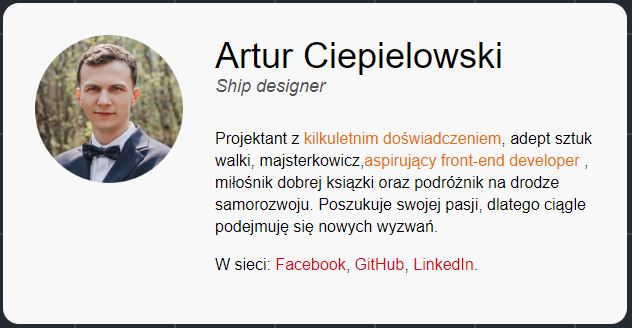 Artur Ciepielowski
Ship designer
Projektant z kilkuletnim doświadczeniem, adept sztuk
walki, majsterkowicz,aspirujący front-end developer ,
miłośnik dobrej ksiązki oraz podróżnik na drodze
samorozwoju. Poszukuje swojej pasji, dlatego ciągle
podejmuję się nowych wyzwań.
W sieci: Facebook, GitHub, LinkedIn.